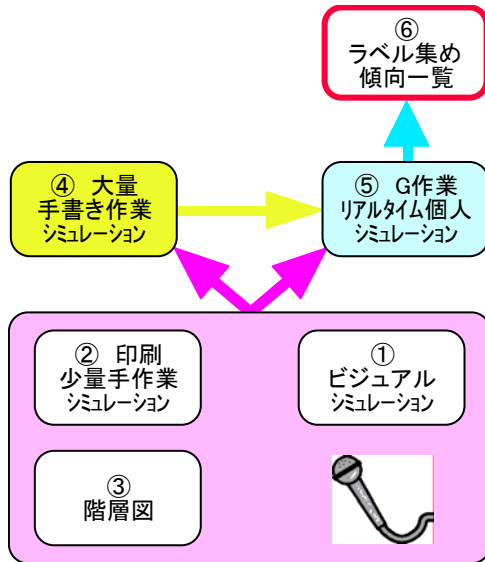 ⑥
ラベル集め
傾向一覧
④ 大量
手書き作業
シミュレーション
⑤ G作業
リアルタイム個人
シミュレーション
② 印刷
少量手作業
シミュレーション
①
ビジュアル
シミュレーション
③
階層図